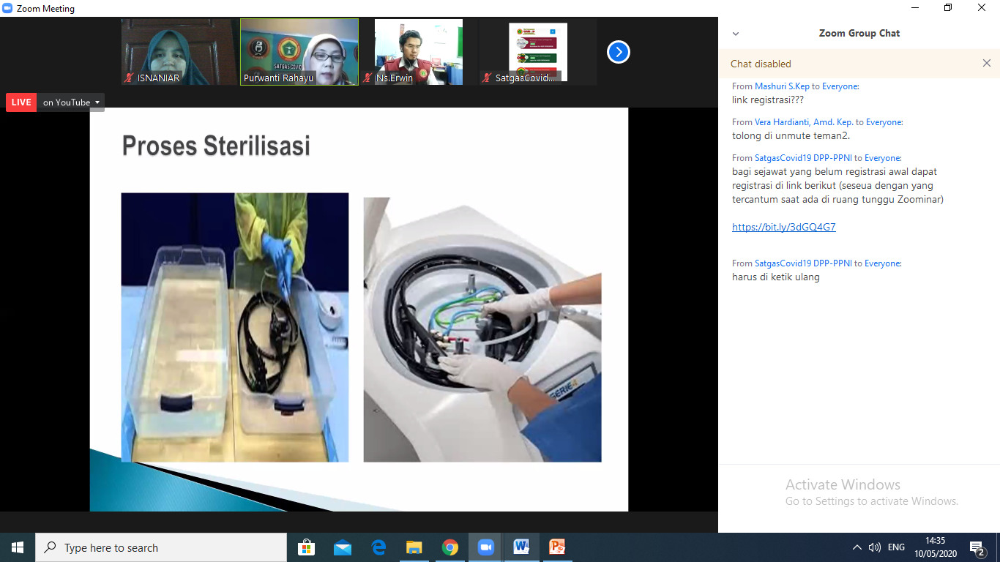 Zoom Meeting
ISNANIAR
Purwanti Rahayu
Ns.Erwin
SatgasCovid...
SATGAS COVID
LIVE
on YouTube
Proses Sterilisasi
Zoom Group Chat
Chat disabled
From Mashuri S.Kep to Everyone:
link registrasi???
From Vera Hardianti, Amd. Kep. to Everyone:
tolong di unmute teman2.
From SatgasCovid19 DPP-PPNI to Everyone:
bagi sejawat yang belum registrasi awal dapat
registrasi di link berikut (seseua dengan yang
tercantum saat ada di ruang tunggu Zoominar)
https://bit.ly/3dGQ4G7
From SatgasCovid19 DPP-PPNI to Everyone:
harus di ketik ulang
Activate Windows
Go to Settings to activate Windows.
Type here to search
ENG
14:35
10/05/2020
2